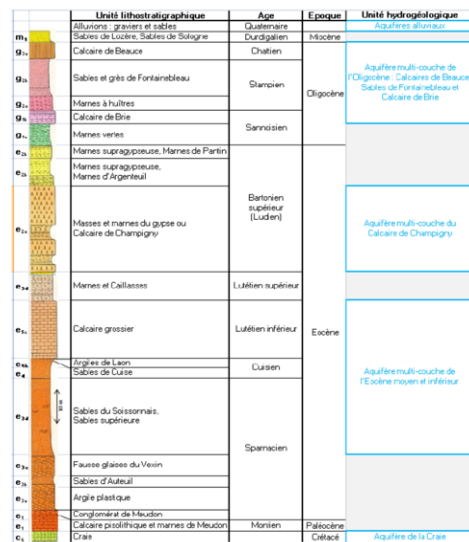 Unité lithostratigraphique Age Epoque Unité hydrogéologique
Alluvions : graviers et sables Quaternaire Aquifères alluviaux
m₁ Sables de Lozère, Sables de Sologne Durdigalien Miocène
Calcaire de Beauce Chatien
Sables et grès de Fontainebleau Stampien
Oligocène
Aquifère multi-couche de
l'Oligocène : Calcaires de Beauce
Sables de Fontainebleau et
Calcaire de Brie
Marnes à huîtres
Calcaire de Brie Sannoisien
Marnes vertes
Marnes supragypseuse, Marnes de Pantin
Marnes supragypseuse,
Marnes d'Argenteuil
Bartonien
supérieur
(Ludien)
Masses et marnes du gypse ou
Calcaire de Champigny
Aquifère multi-couche du
Calcaire de Champigny
Marnes et Caillasses Lutétien supérieur
Calcaire grossier Lutétien inférieur
Eocène
Argiles de Laon Cuisien
Sables de Cuise
Aquifère multi-couche de
l'Eocène moyen et inférieur
Sables du Soissonnais,
Sables supérieure
Sparnacien
Fausse glaises du Vexin
Sables d'Auteuil
Argile plastique
Conglomérat de Meudon
Calcaire pisolithique et marnes de Meudon Montien Paléocène
Craie Crétacé Aquifère de la Craie